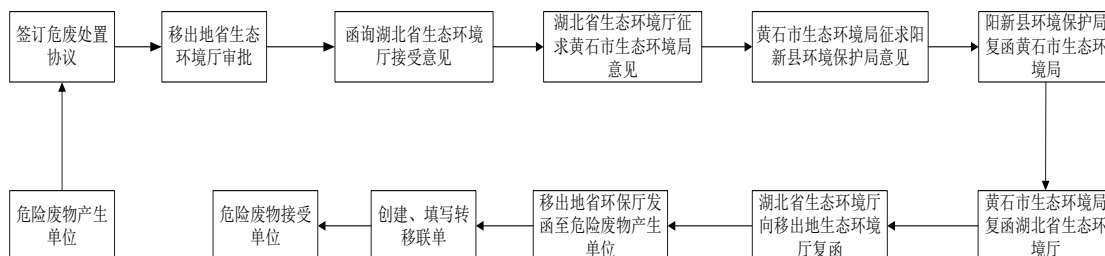 签订危废处置
协议
移出地省生态
环境厅审批
函询湖北省生态环境
厅接受意见
湖北省生态环境厅征
求黄石市生态环境局
意见
黄石市生态环境局征求阳
新县环境保护局意见
阳新县环境保护局
复函黄石市生态环
境局
危险废物产生
单位
危险废物接受
单位
创建、填写转
移联单
移出地省环保厅发
函至危险废物产生
单位
湖北省生态环境厅
向移出地生态环境
厅复函
黄石市生态环境局
复函湖北省生态环
境厅